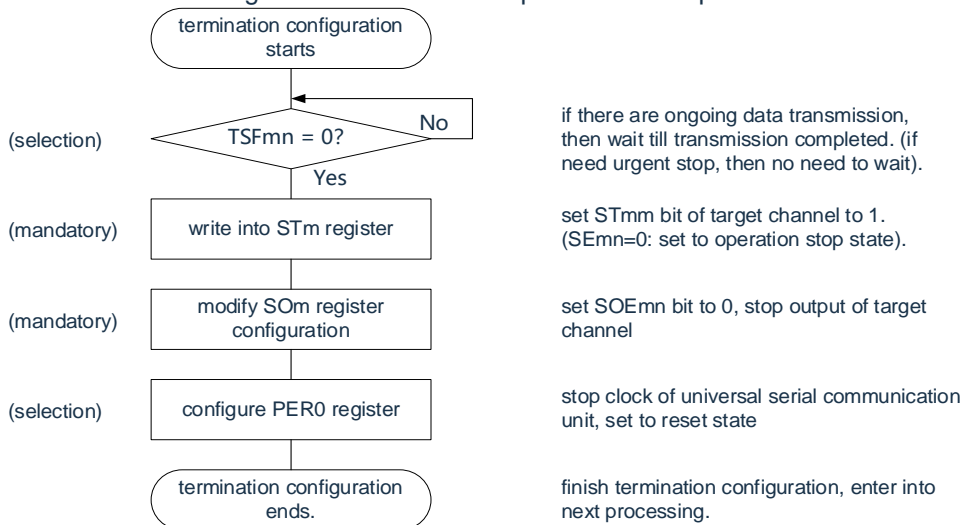 termination configuration
starts
(selection)
TSFmn = 0?
No
Yes
if there are ongoing data transmission,
then wait till transmission completed. (if
need urgent stop, then no need to wait).
(mandatory)
write into STm register
set STmm bit of target channel to 1.
(SEmn=0: set to operation stop state).
(mandatory)
modify SOm register
configuration
set SOEmn bit to 0, stop output of target
channel
(selection)
configure PER0 register
stop clock of universal serial communication
unit, set to reset state
termination configuration
ends.
finish termination configuration, enter into
next processing.